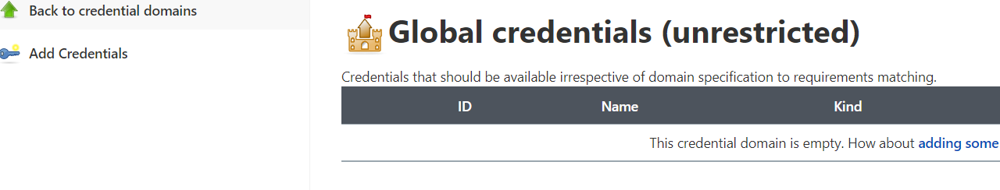 Back to credential domains
Add Credentials
Global credentials (unrestricted)
Credentials that should be available irrespective of domain specification to requirements matching.
ID Name Kind
This credential domain is empty. How about adding some